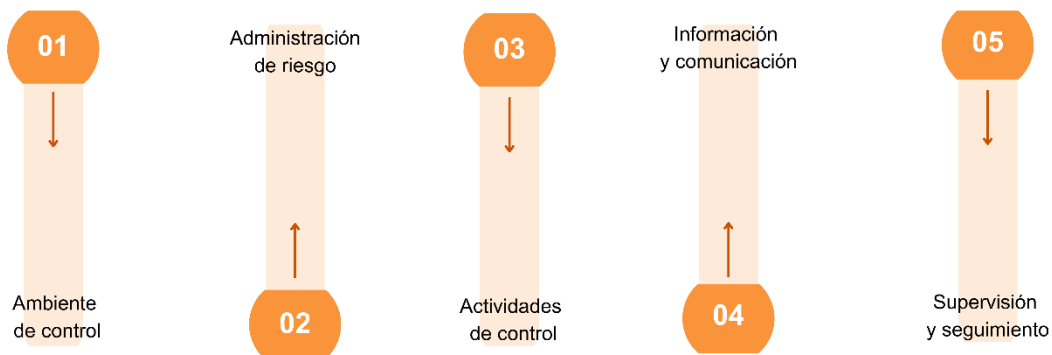 01
Ambiente
de control
Administración
de riesgo
02
03
Actividades
de control
Información
y comunicación
04
05
Supervisión
y seguimiento